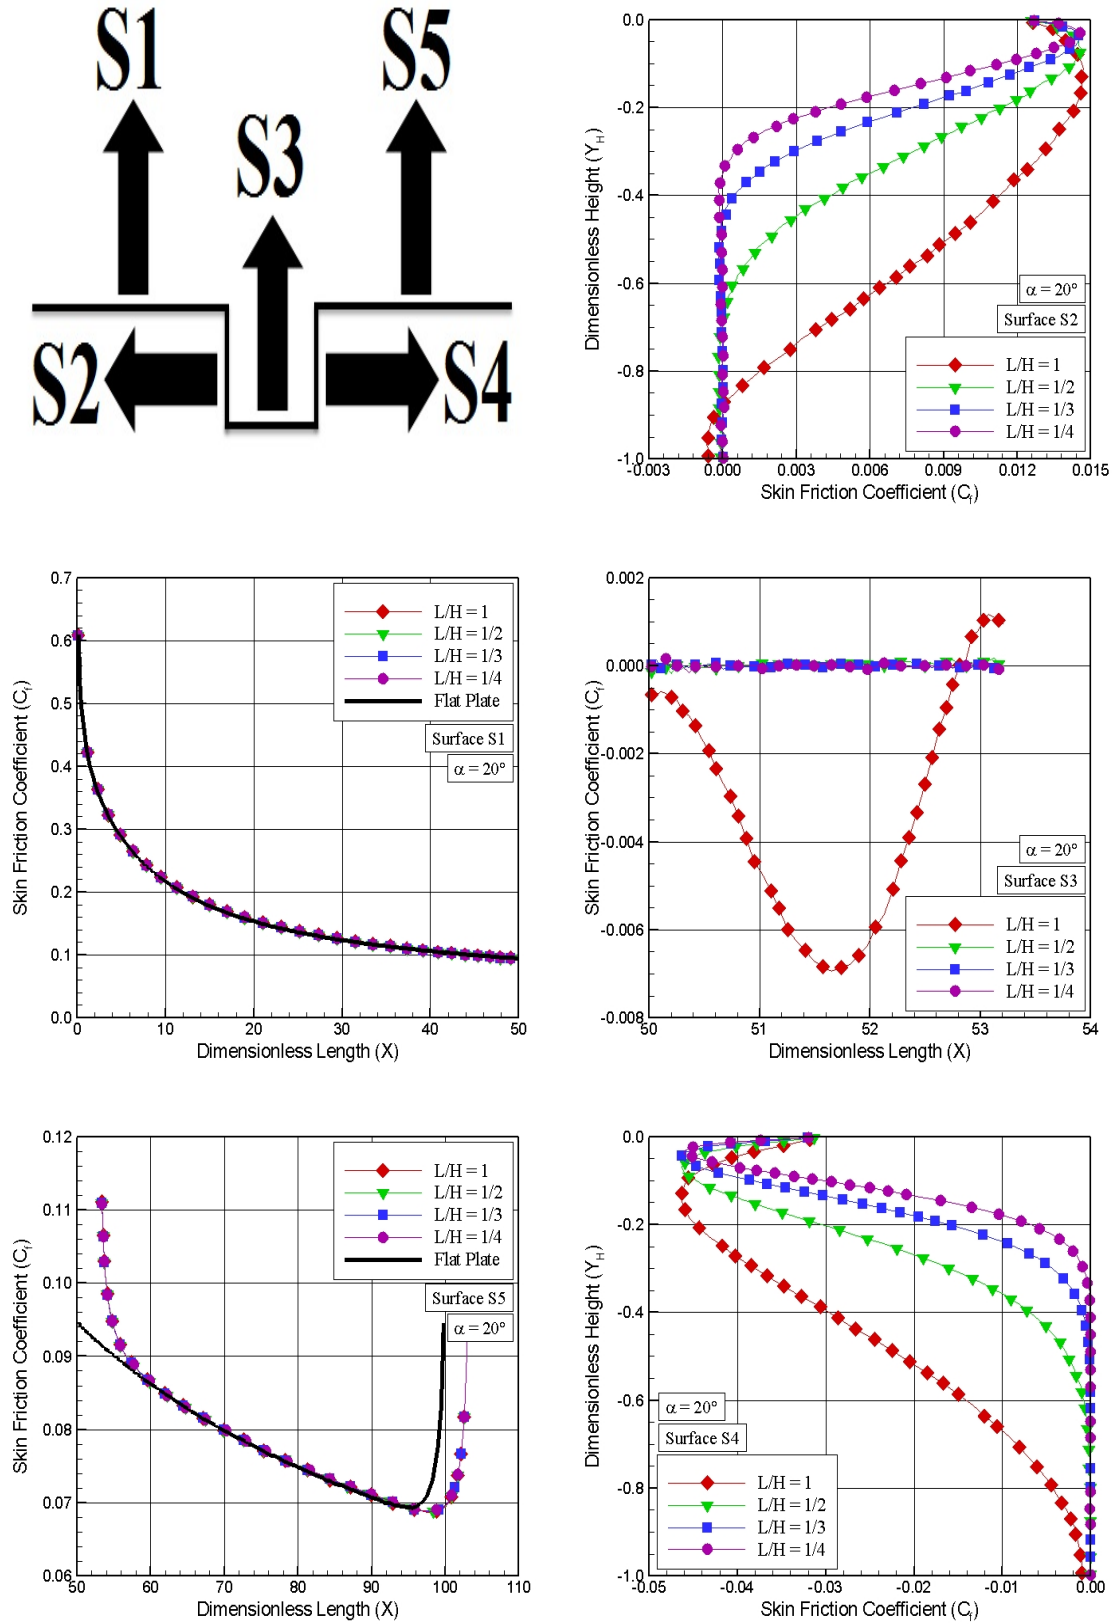 S1
S5
S3
S2
S4
0.0
-0.2
-0.4
-0.6
-0.8
-1.0
Dimensionless Height (Y_H)
α = 20°
Surface S2
L/H = 1
L/H = 1/2
L/H = 1/3
L/H = 1/4
-0.003 0.000 0.003 0.006 0.009 0.012 0.015
Skin Friction Coefficient (C_f)
0.7
0.6
0.5
0.4
0.3
0.2
0.1
0.0
Skin Friction Coefficient (C_f)
L/H = 1
L/H = 1/2
L/H = 1/3
L/H = 1/4
Flat Plate
Surface S1
α = 20°
0 10 20 30 40 50
Dimensionless Length (X)
0.002
0.000
-0.002
-0.004
-0.006
-0.008
Skin Friction Coefficient (C_f)
α = 20°
Surface S3
L/H = 1
L/H = 1/2
L/H = 1/3
L/H = 1/4
50 51 52 53 54
Dimensionless Length (X)
0.12
0.11
0.10
0.09
0.08
0.07
0.06
Skin Friction Coefficient (C_f)
L/H = 1
L/H = 1/2
L/H = 1/3
L/H = 1/4
Flat Plate
Surface S5
α = 20°
50 60 70 80 90 100 110
Dimensionless Length (X)
0.0
-0.2
-0.4
-0.6
-0.8
-1.0
Dimensionless Height (Y_H)
α = 20°
Surface S4
L/H = 1
L/H = 1/2
L/H = 1/3
L/H = 1/4
-0.05 -0.04 -0.03 -0.02 -0.01 0.00
Skin Friction Coefficient (C_f)